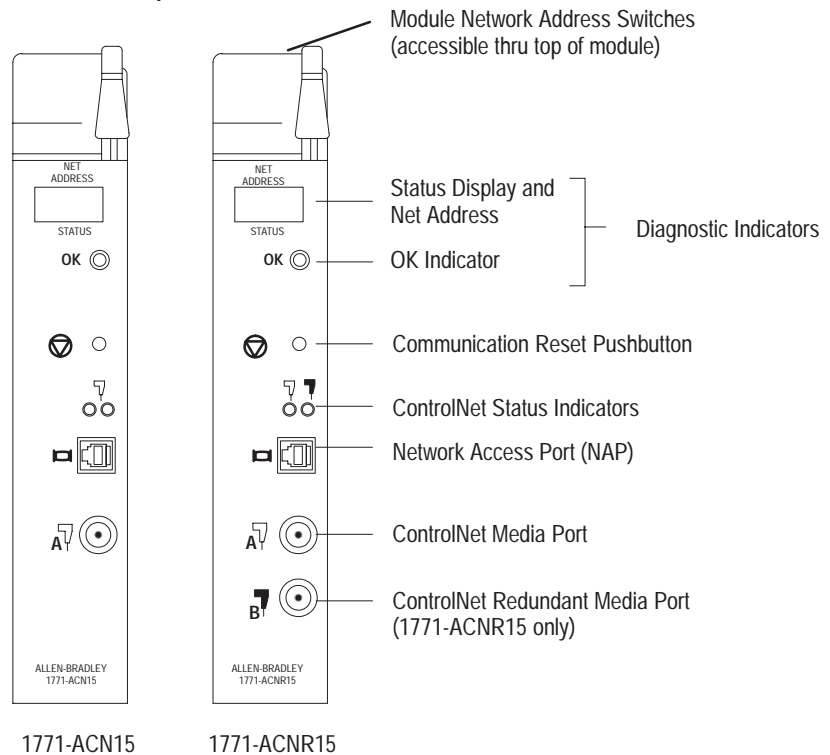 Module Network Address Switches
(accessible thru top of module)
NET
ADDRESS
STATUS
OK
A
ALLEN-BRADLEY
1771-ACN15
1771-ACN15
NET
ADDRESS
STATUS
OK
A
B
ALLEN-BRADLEY
1771-ACNR15
1771-ACNR15
Status Display and
Net Address
OK Indicator
Diagnostic Indicators
Communication Reset Pushbutton
ControlNet Status Indicators
Network Access Port (NAP)
ControlNet Media Port
ControlNet Redundant Media Port
(1771-ACNR15 only)